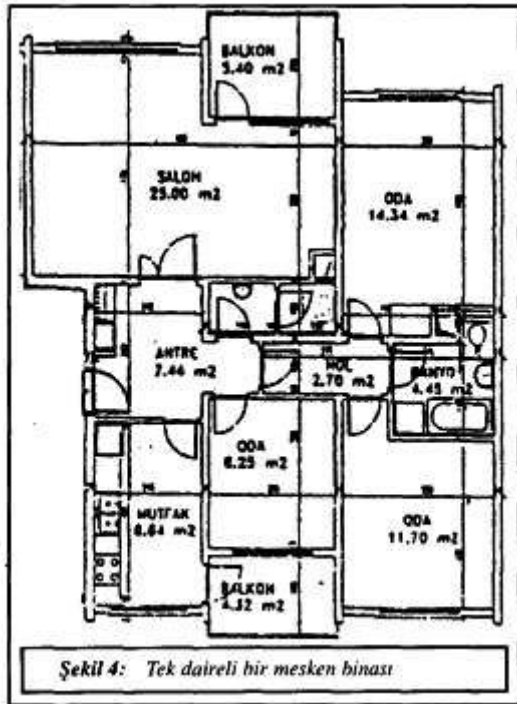 BALKON
5.40 m2
SALON
25.00 m2
ODA
14.34 m2
ANTRE
7.44 m2
HOL
2.70 m2
BANYO
4.45 m2
ODA
6.25 m2
MUTFAK
8.64 m2
ODA
11.70 m2
BALKON
4.32 m2
Şekil 4: Tek daireli bir mesken binası